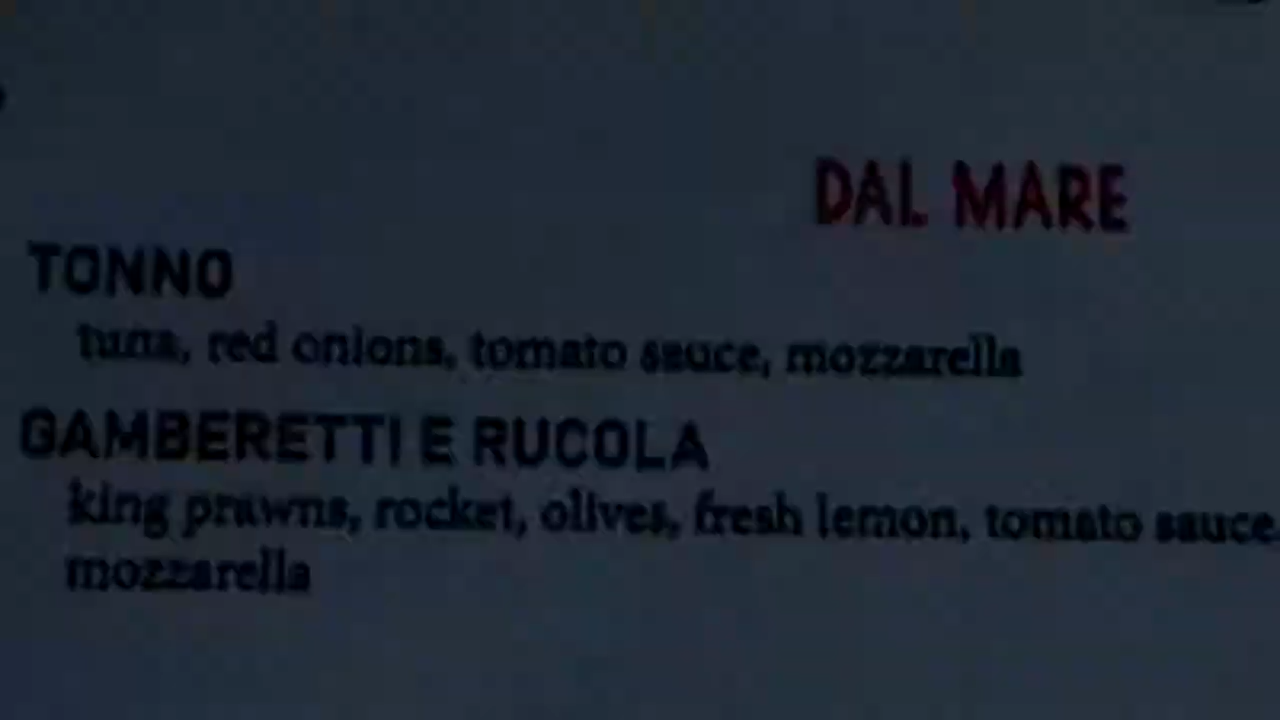 DAL MARE
TONNO
tuna, red onions, tomato sauce, mozzarella
GAMBERETTI E RUCOLA
king prawns, rocket, olives, fresh lemon, tomato sauce,
mozzarella